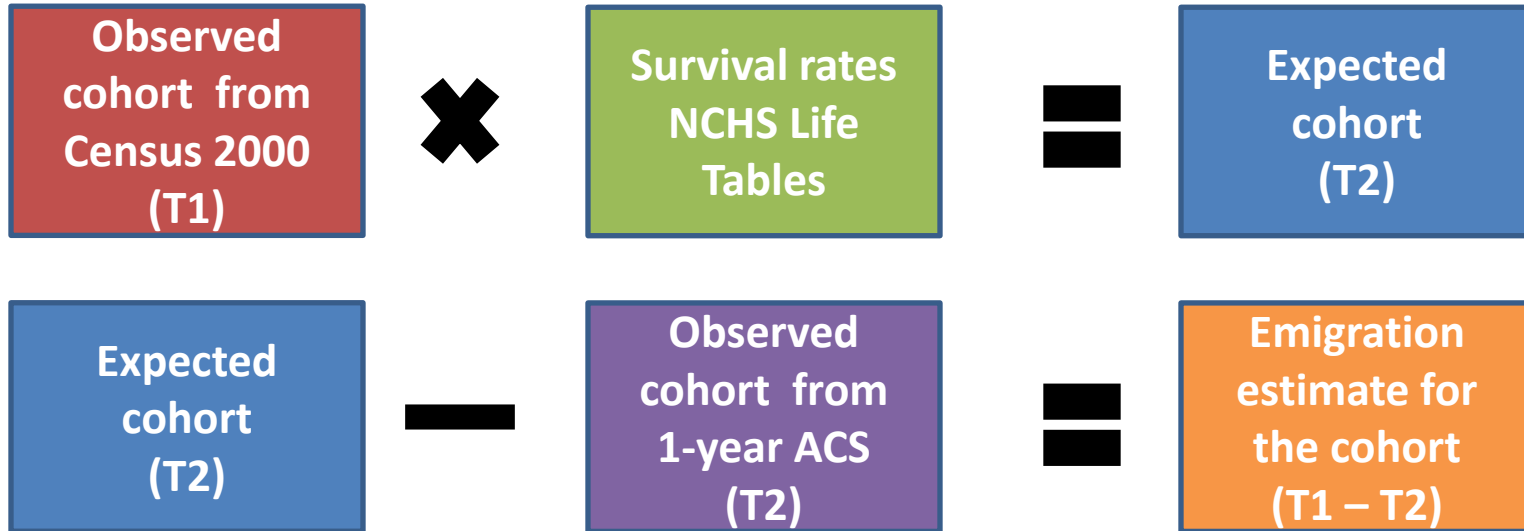 Observed
cohort from
Census 2000
(T1)
Survival rates
NCHS Life
Tables
Expected
cohort
(T2)
Expected
cohort
(T2)
Observed
cohort from
1-year ACS
(T2)
Emigration
estimate for
the cohort
(T1 – T2)